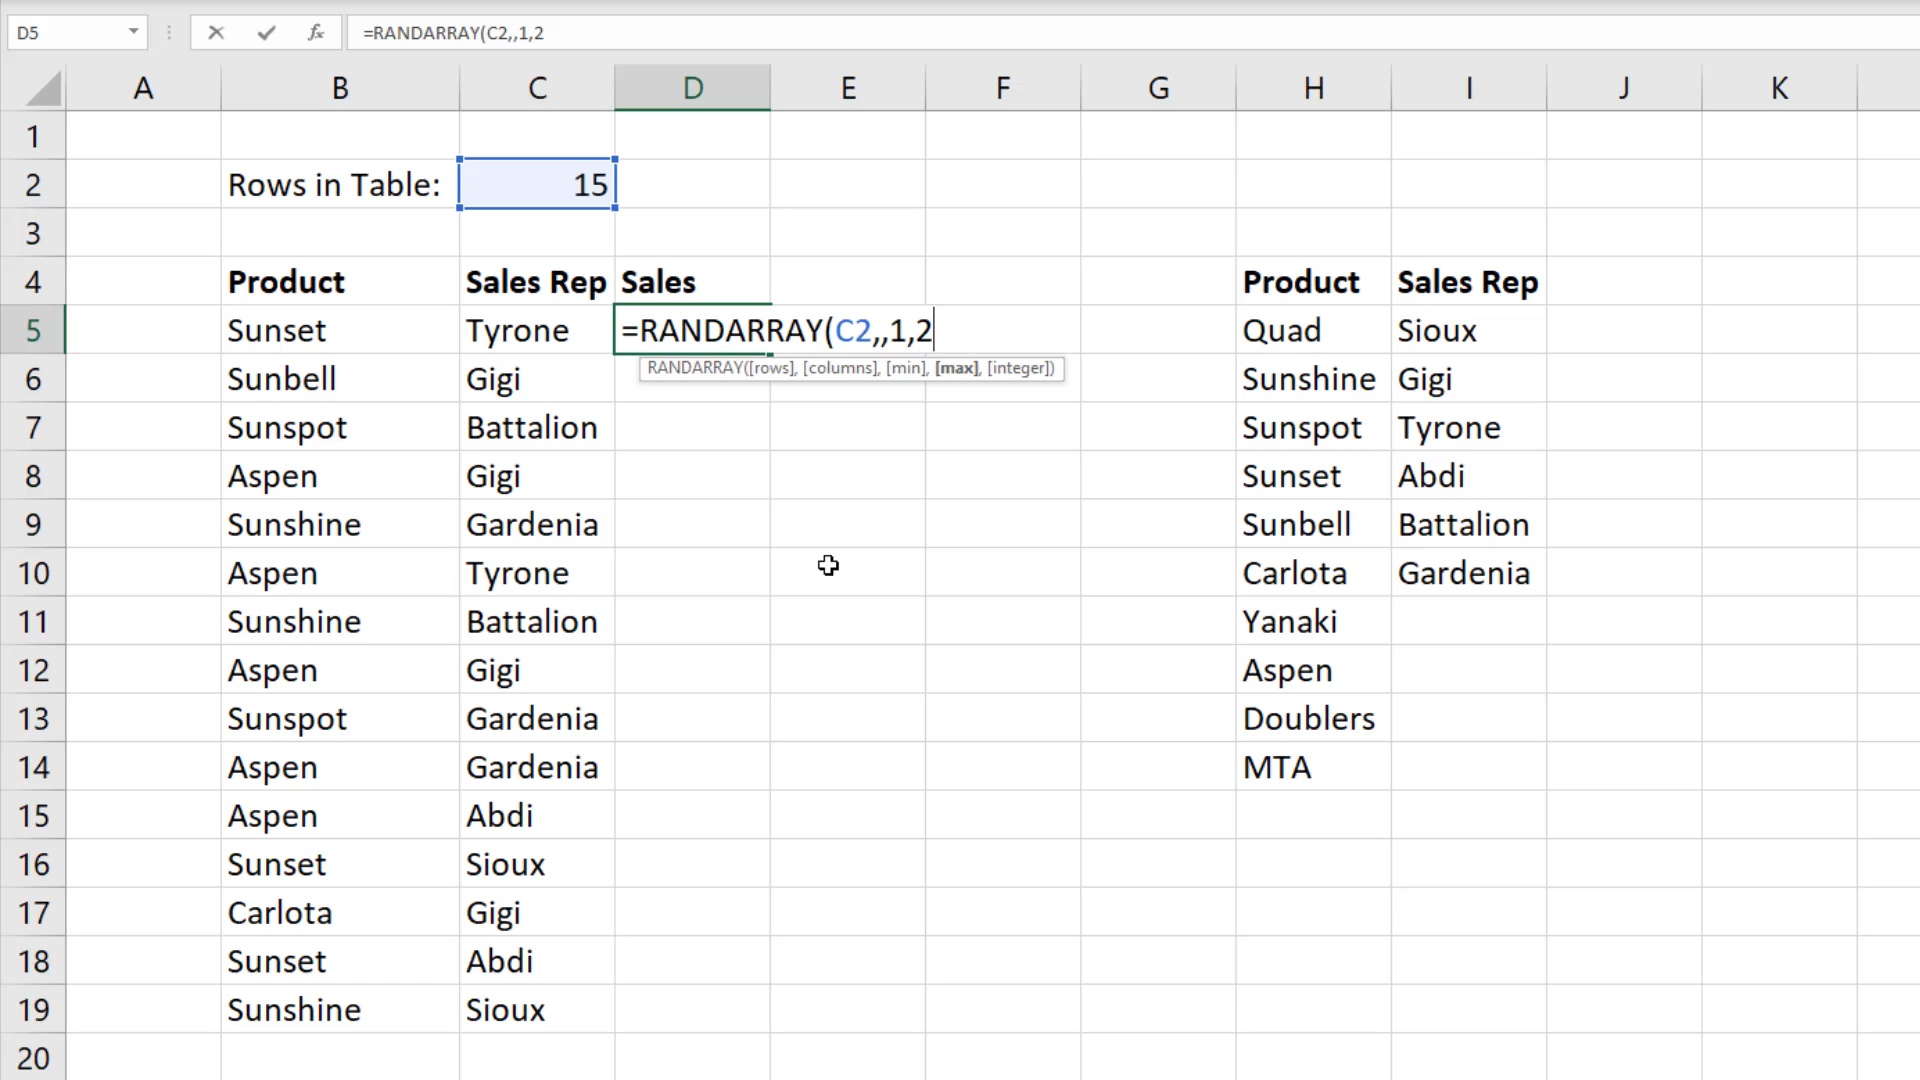 D5 fx =RANDARRAY(C2,,1,2
A B C D E F G H I J K
1
2 Rows in Table: 15
3
4 Product Sales Rep Sales Product Sales Rep
5 Sunset Tyrone =RANDARRAY(C2,,1,2 Quad Sioux
RANDARRAY([rows], [columns], [min], [max], [integer])
6 Sunbell Gigi Sunshine Gigi
7 Sunspot Battalion Sunspot Tyrone
8 Aspen Gigi Sunset Abdi
9 Sunshine Gardenia Sunbell Battalion
10 Aspen Tyrone Carlota Gardenia
11 Sunshine Battalion Yanaki
12 Aspen Gigi Aspen
13 Sunspot Gardenia Doublers
14 Aspen Gardenia MTA
15 Aspen Abdi
16 Sunset Sioux
17 Carlota Gigi
18 Sunset Abdi
19 Sunshine Sioux
20